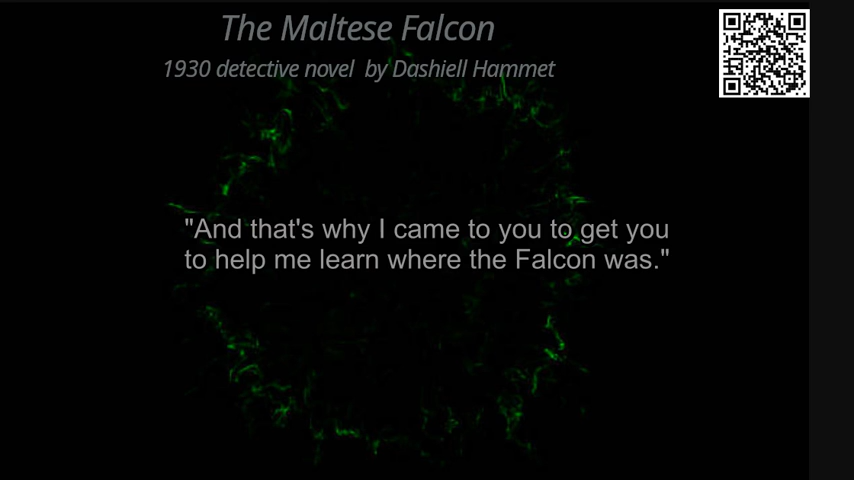 The Maltese Falcon
1930 detective novel  by Dashiell Hammet
"And that's why I came to you to get you
to help me learn where the Falcon was."